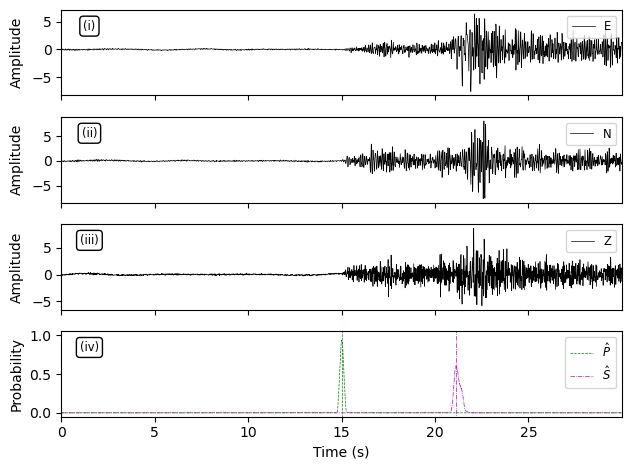 Amplitude
5
0
−5
(i)
E
Amplitude
5
0
−5
(ii)
N
Amplitude
5
0
−5
(iii)
Z
Probability
1.0
0.5
0.0
(iv)
P̂
Ŝ
0 5 10 15 20 25
Time (s)